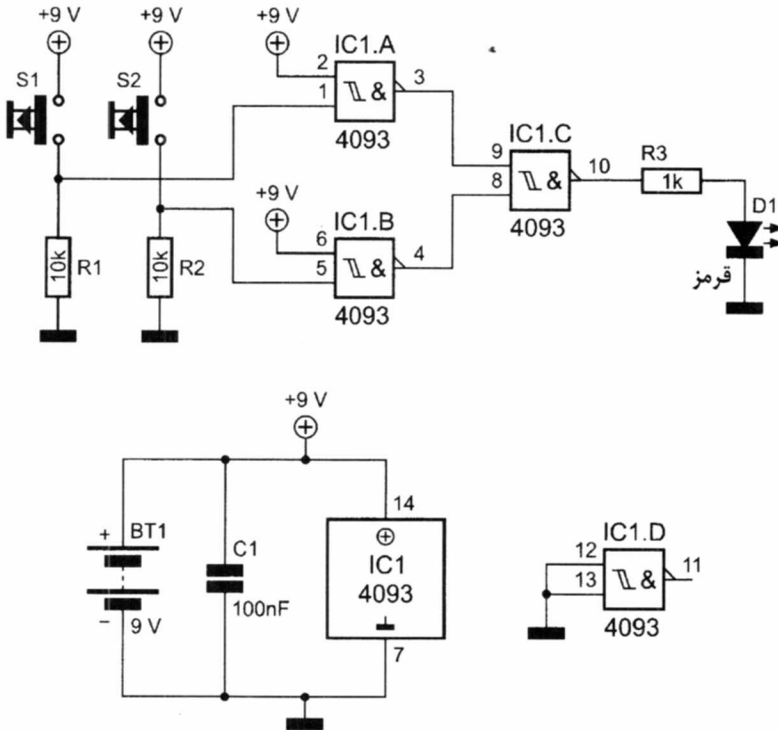 +9 V
+9 V
+9 V
S1
S2
IC1.A
2
1
3
&
4093
IC1.C
9
8
10
&
4093
R3
1k
D1
قرمز
+9 V
IC1.B
6
5
4
&
4093
10k
R1
10k
R2
+9 V
+
BT1
–
9 V
C1
100nF
14
+
IC1
4093
7
IC1.D
12
13
11
&
4093